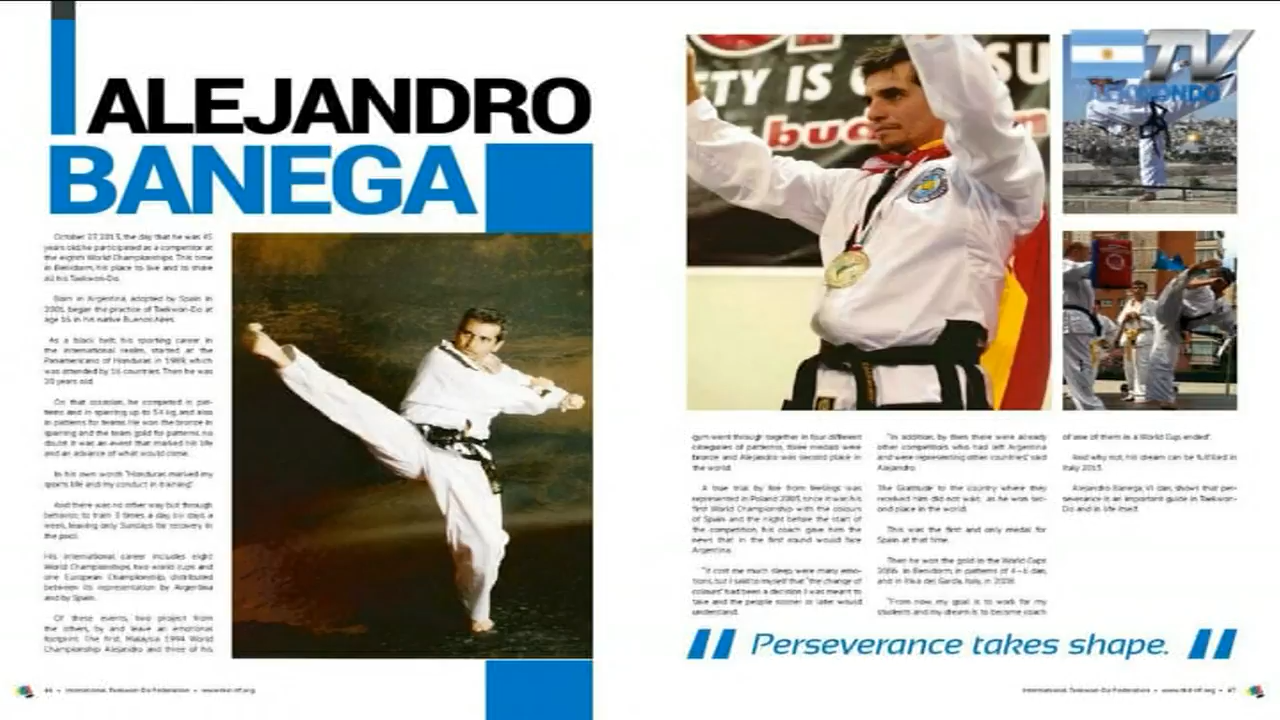 ALEJANDRO
BANEGA
October 27, 2013, the day that he was 45
years old, he participated as a competitor at
the eighth World Championships. This time
in Benidorm, his place to live and to share
all his Taekwon-Do.
Born in Argentina, adopted by Spain in
2001, began the practice of Taekwon-Do at
age 16 in his native Buenos Aires.
As a black belt, his sporting career in
the international realm, started at the
Panamericano of Honduras in 1989, which
was attended by 16 countries. Then he was
20 years old.
On that occasion, he competed in pat-
terns and in sparring up to 54 kg, and also
in patterns for teams. He won the bronze in
sparring and the team gold for patterns, no
doubt it was an event that marked his life
and an advance of what would come.
In his own words "Honduras marked my
sports life and my conduct in training".
And there was no other way but through
behavior, to train 3 times a day, six days a
week, leaving only Sundays for recovery in
the pool.
His international career includes eight
World Championships, two world cups and
one European Championship, distributed
between its representation by Argentina
and by Spain.
Of these events, two project from
the others, by and leave an emotional
footprint. The first, Malaysia 1994 World
Championship Alejandro and three of his
44 • International Taekwon-Do Federation • www.tkd-itf.org
ETY IS SU
bud
TV
gym went through together in four different
categories of patterns, three medals were
bronze and Alejandro was second place in
the world.
A true trial by fire from feelings was
represented in Poland 2003, since it was his
first World Championship with the colours
of Spain and the night before the start of
the competition, his coach gave him the
news that in the first round would face
Argentina.
"It cost me much sleep, were many emo-
tions, but I said to myself that "the change of
colours" had been a decision I was meant to
take and the people sooner or later would
understand.
"In addition, by then there were already
other competitors who had left Argentina
and were representing other countries", said
Alejandro.
The Gratitude to the country where they
received him did not wait, as he was sec-
ond place in the world.
This was the first and only medal for
Spain at that time.
Then he won the gold in the World Cups
2006, in Benidorm, in patterns of 4 - 6 dan,
and in Riva del Garda, Italy, in 2008.
"From now, my goal is to work for my
students and my dream is to become coach
of one of them in a World Cup, ended".
And why not, his dream can be fulfilled in
Italy 2015.
Alejandro Banega, VI dan, shows that per-
severance is an important guide in Taekwon-
Do and in life itself.
" Perseverance takes shape. "
International Taekwon-Do Federation • www.tkd-itf.org •